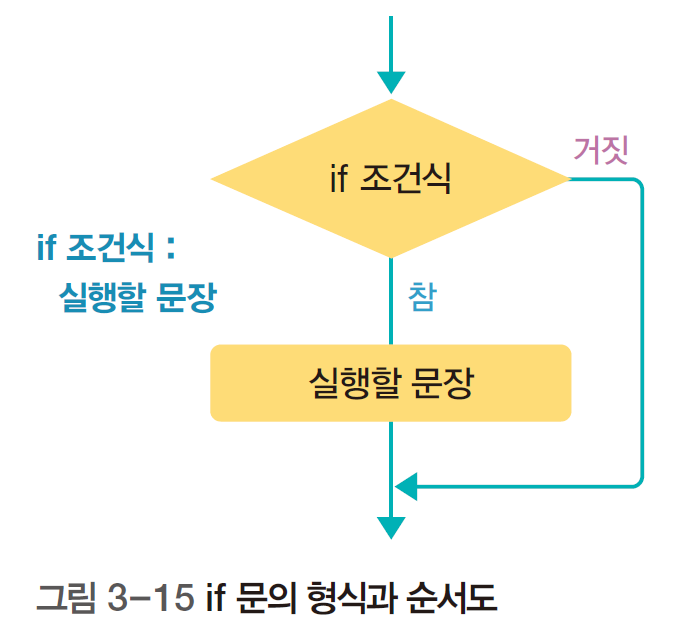 if 조건식
거짓
if 조건식 :
실행할 문장
참
실행할 문장
그림 3-15 if 문의 형식과 순서도